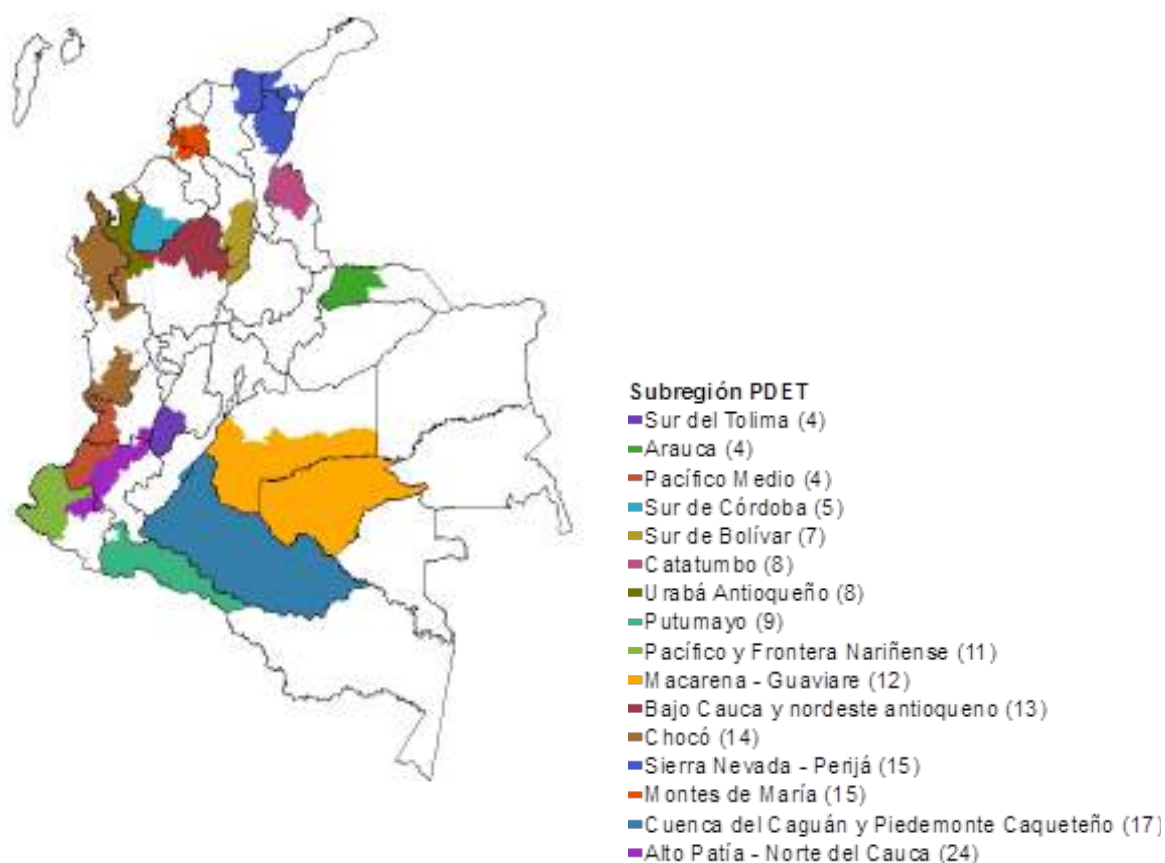 Subregión PDET
Sur del Tolima (4)
Arauca (4)
Pacífico Medio (4)
Sur de Córdoba (5)
Sur de Bolívar (7)
Catatumbo (8)
Urabá Antioqueño (8)
Putumayo (9)
Pacífico y Frontera Nariñense (11)
Macarena - Guaviare (12)
Bajo Cauca y nordeste antioqueno (13)
Chocó (14)
Sierra Nevada - Perijá (15)
Montes de María (15)
Cuenca del Caguán y Piedemonte Caqueteño (17)
Alto Patía - Norte del Cauca (24)